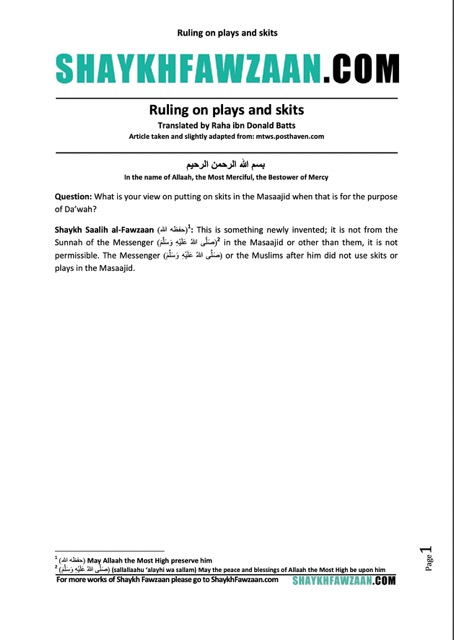 Ruling on plays and skits
SHAYKHFAWZAAN.COM
Ruling on plays and skits
Translated by Raha ibn Donald Batts
Article taken and slightly adapted from: mtws.posthaven.com
بسم الله الرحمن الرحيم
In the name of Allaah, the Most Merciful, the Bestower of Mercy
Question: What is your view on putting on skits in the Masaajid when that is for the purpose
of Da’wah?
Shaykh Saalih al-Fawzaan (حفظه الله)¹: This is something newly invented; it is not from the
Sunnah of the Messenger (صَلَّى اللهُ عَلَيْهِ وَسَلَّمَ)² in the Masaajid or other than them, it is not
permissible. The Messenger (صَلَّى اللهُ عَلَيْهِ وَسَلَّمَ) or the Muslims after him did not use skits or
plays in the Masaajid.
¹ (حفظه الله) May Allaah the Most High preserve him
² (صَلَّى اللهُ عَلَيْهِ وَسَلَّمَ) (sallallaahu ‘alayhi wa sallam) May the peace and blessings of Allaah the Most High be upon him
For more works of Shaykh Fawzaan please go to ShaykhFawzaan.com SHAYKHFAWZAAN.COM
Page 1